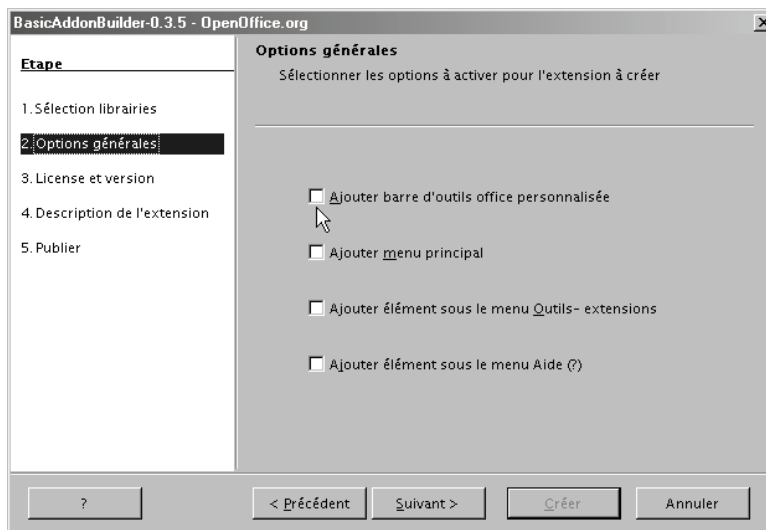 BasicAddonBuilder-0.3.5 - OpenOffice.org
Etape
1. Sélection librairies
2. Options générales
3. License et version
4. Description de l'extension
5. Publier
Options générales
Sélectionner les options à activer pour l'extension à créer
Ajouter barre d'outils office personnalisée
Ajouter menu principal
Ajouter élément sous le menu Outils- extensions
Ajouter élément sous le menu Aide (?)
?
< Précédent
Suivant >
Créer
Annuler